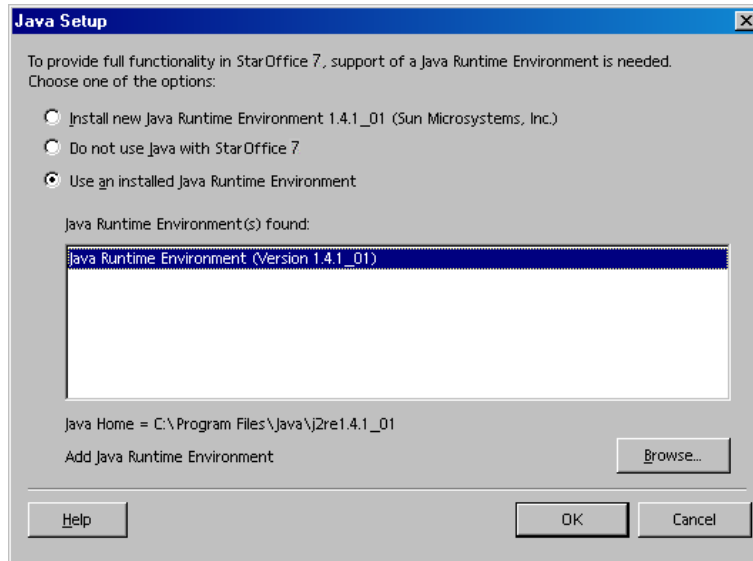 Java Setup
To provide full functionality in StarOffice 7, support of a Java Runtime Environment is needed.
Choose one of the options:
Install new Java Runtime Environment 1.4.1_01 (Sun Microsystems, Inc.)
Do not use Java with StarOffice 7
Use an installed Java Runtime Environment
Java Runtime Environment(s) found:
Java Runtime Environment (Version 1.4.1_01)
Java Home = C:\Program Files\Java\j2re1.4.1_01
Add Java Runtime Environment
Browse...
Help
OK
Cancel